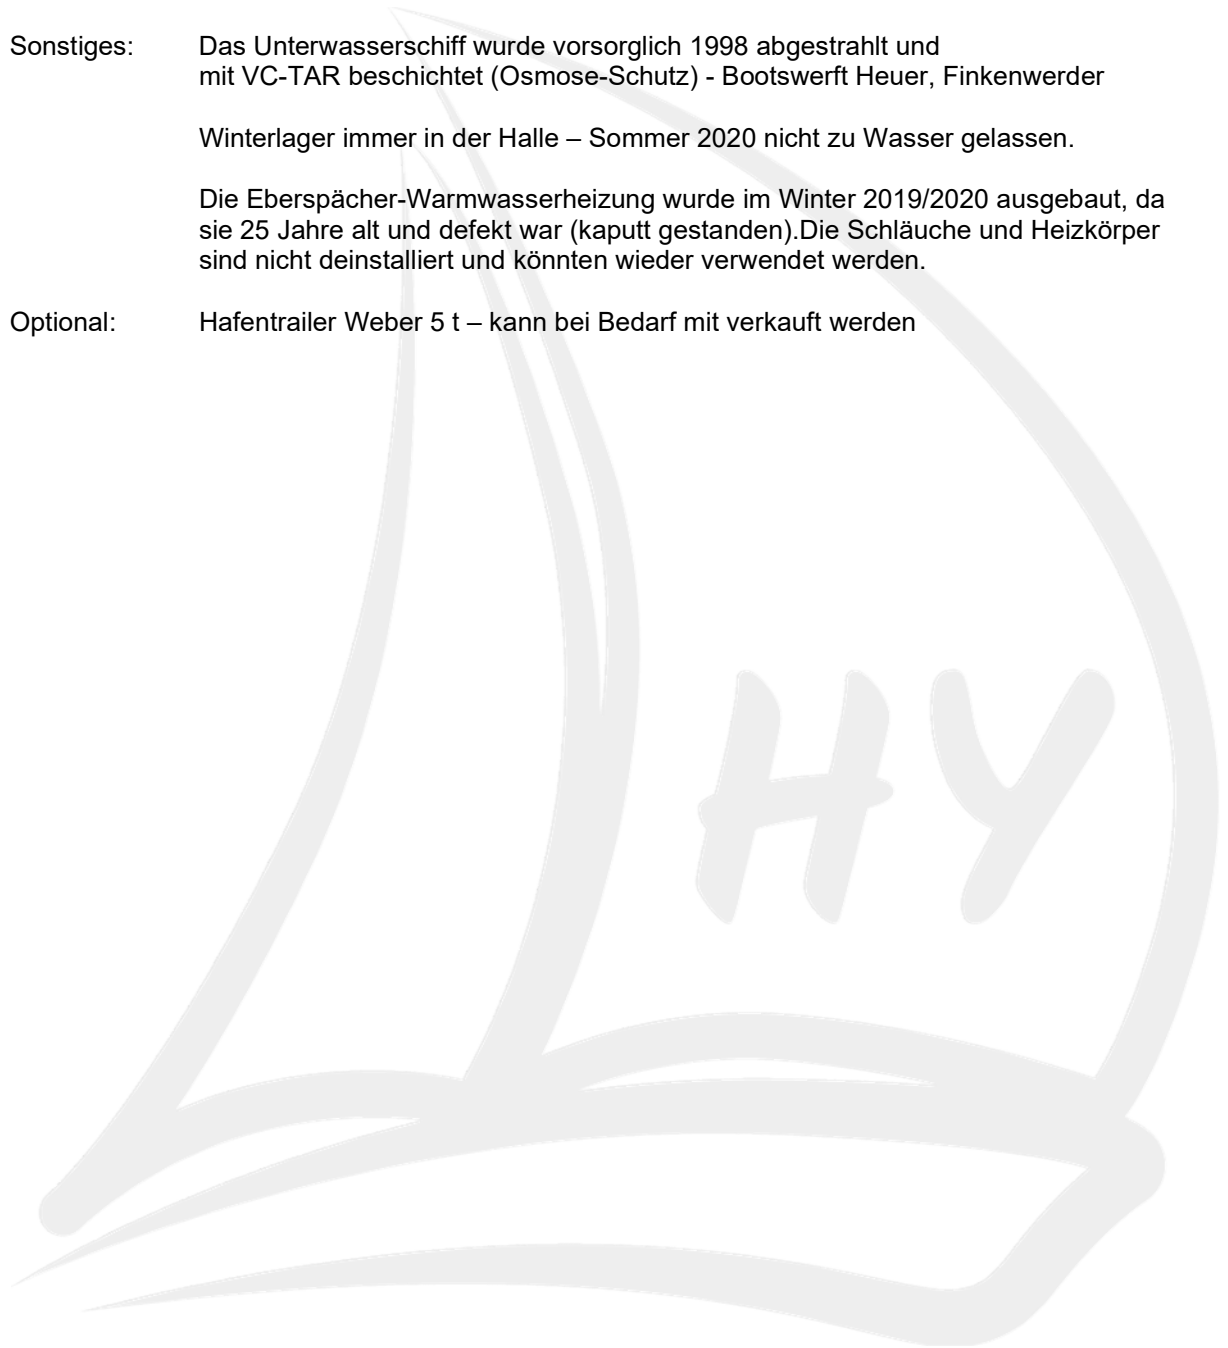 Sonstiges: Das Unterwasserschiff wurde vorsorglich 1998 abgestrahlt und
mit VC-TAR beschichtet (Osmose-Schutz) - Bootswerft Heuer, Finkenwerder
Winterlager immer in der Halle – Sommer 2020 nicht zu Wasser gelassen.
Die Eberspächer-Warmwasserheizung wurde im Winter 2019/2020 ausgebaut, da
sie 25 Jahre alt und defekt war (kaputt gestanden).Die Schläuche und Heizkörper
sind nicht deinstalliert und könnten wieder verwendet werden.
Optional: Hafentrailer Weber 5 t – kann bei Bedarf mit verkauft werden
HY